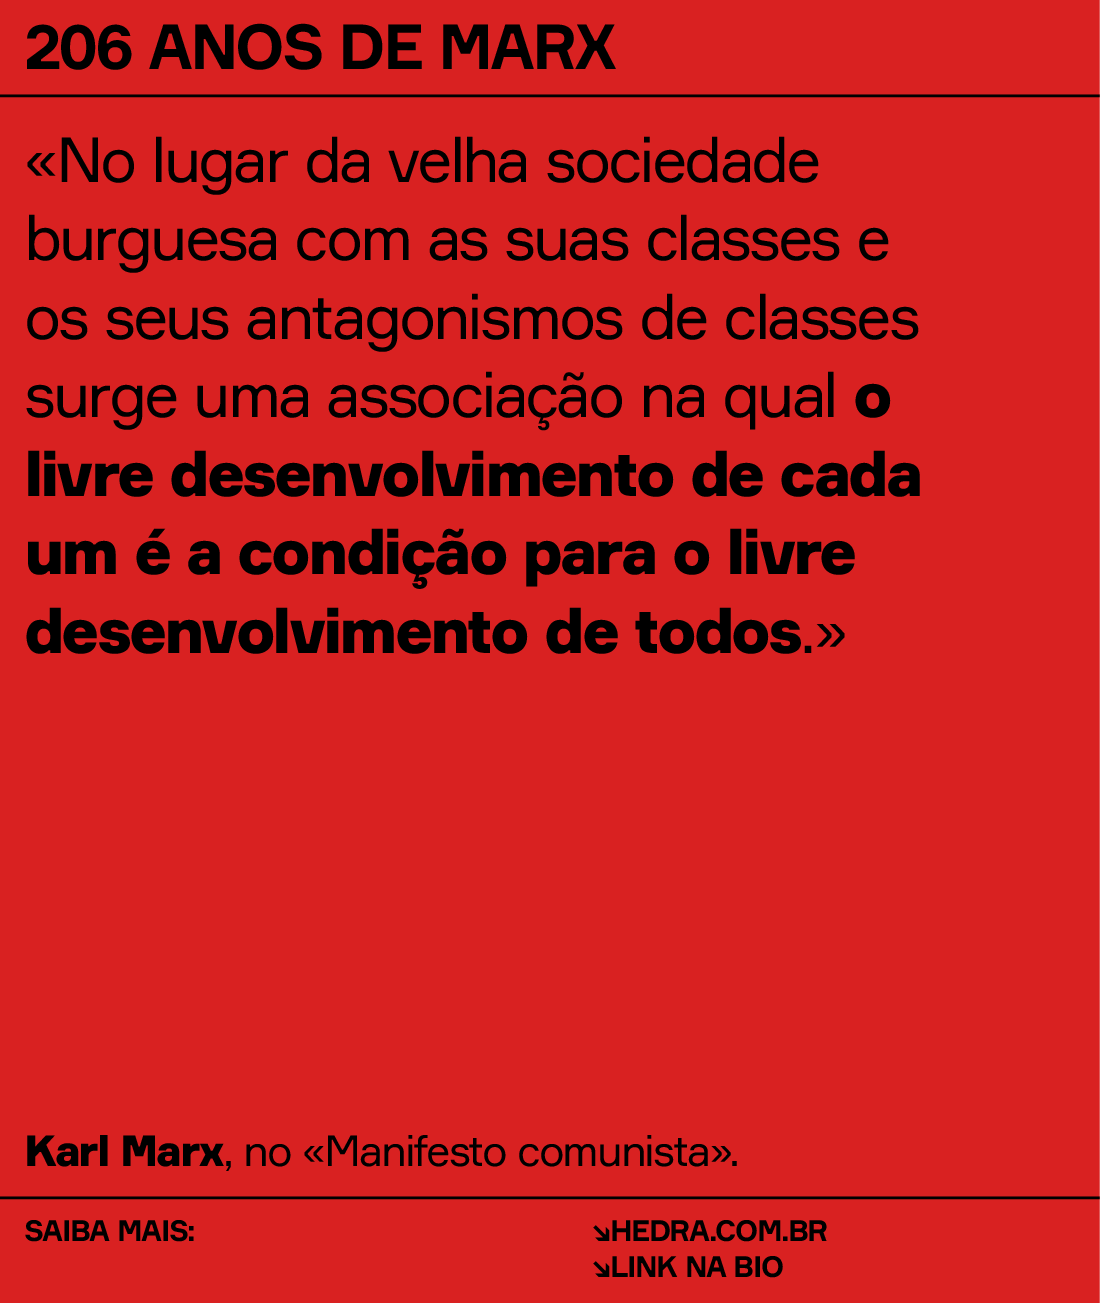 206 ANOS DE MARX
«No lugar da velha sociedade
burguesa com as suas classes e
os seus antagonismos de classes
surge uma associação na qual o
livre desenvolvimento de cada
um é a condição para o livre
desenvolvimento de todos.»
Karl Marx, no «Manifesto comunista».
SAIBA MAIS:
↘HEDRA.COM.BR
↘LINK NA BIO